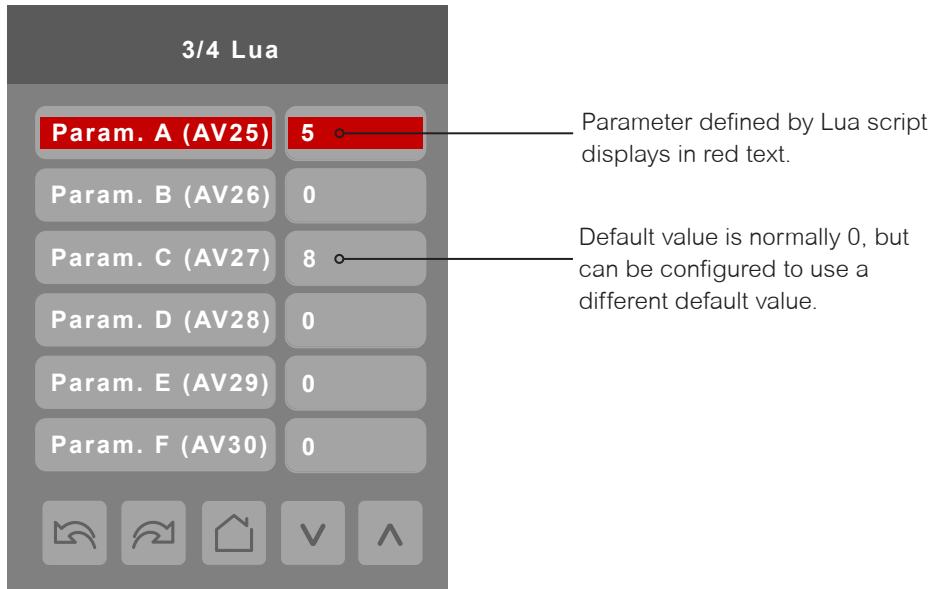 3/4 Lua
Param. A (AV25) 5
Parameter defined by Lua script
displays in red text.
Param. B (AV26) 0
Param. C (AV27) 8
Default value is normally 0, but
can be configured to use a
different default value.
Param. D (AV28) 0
Param. E (AV29) 0
Param. F (AV30) 0